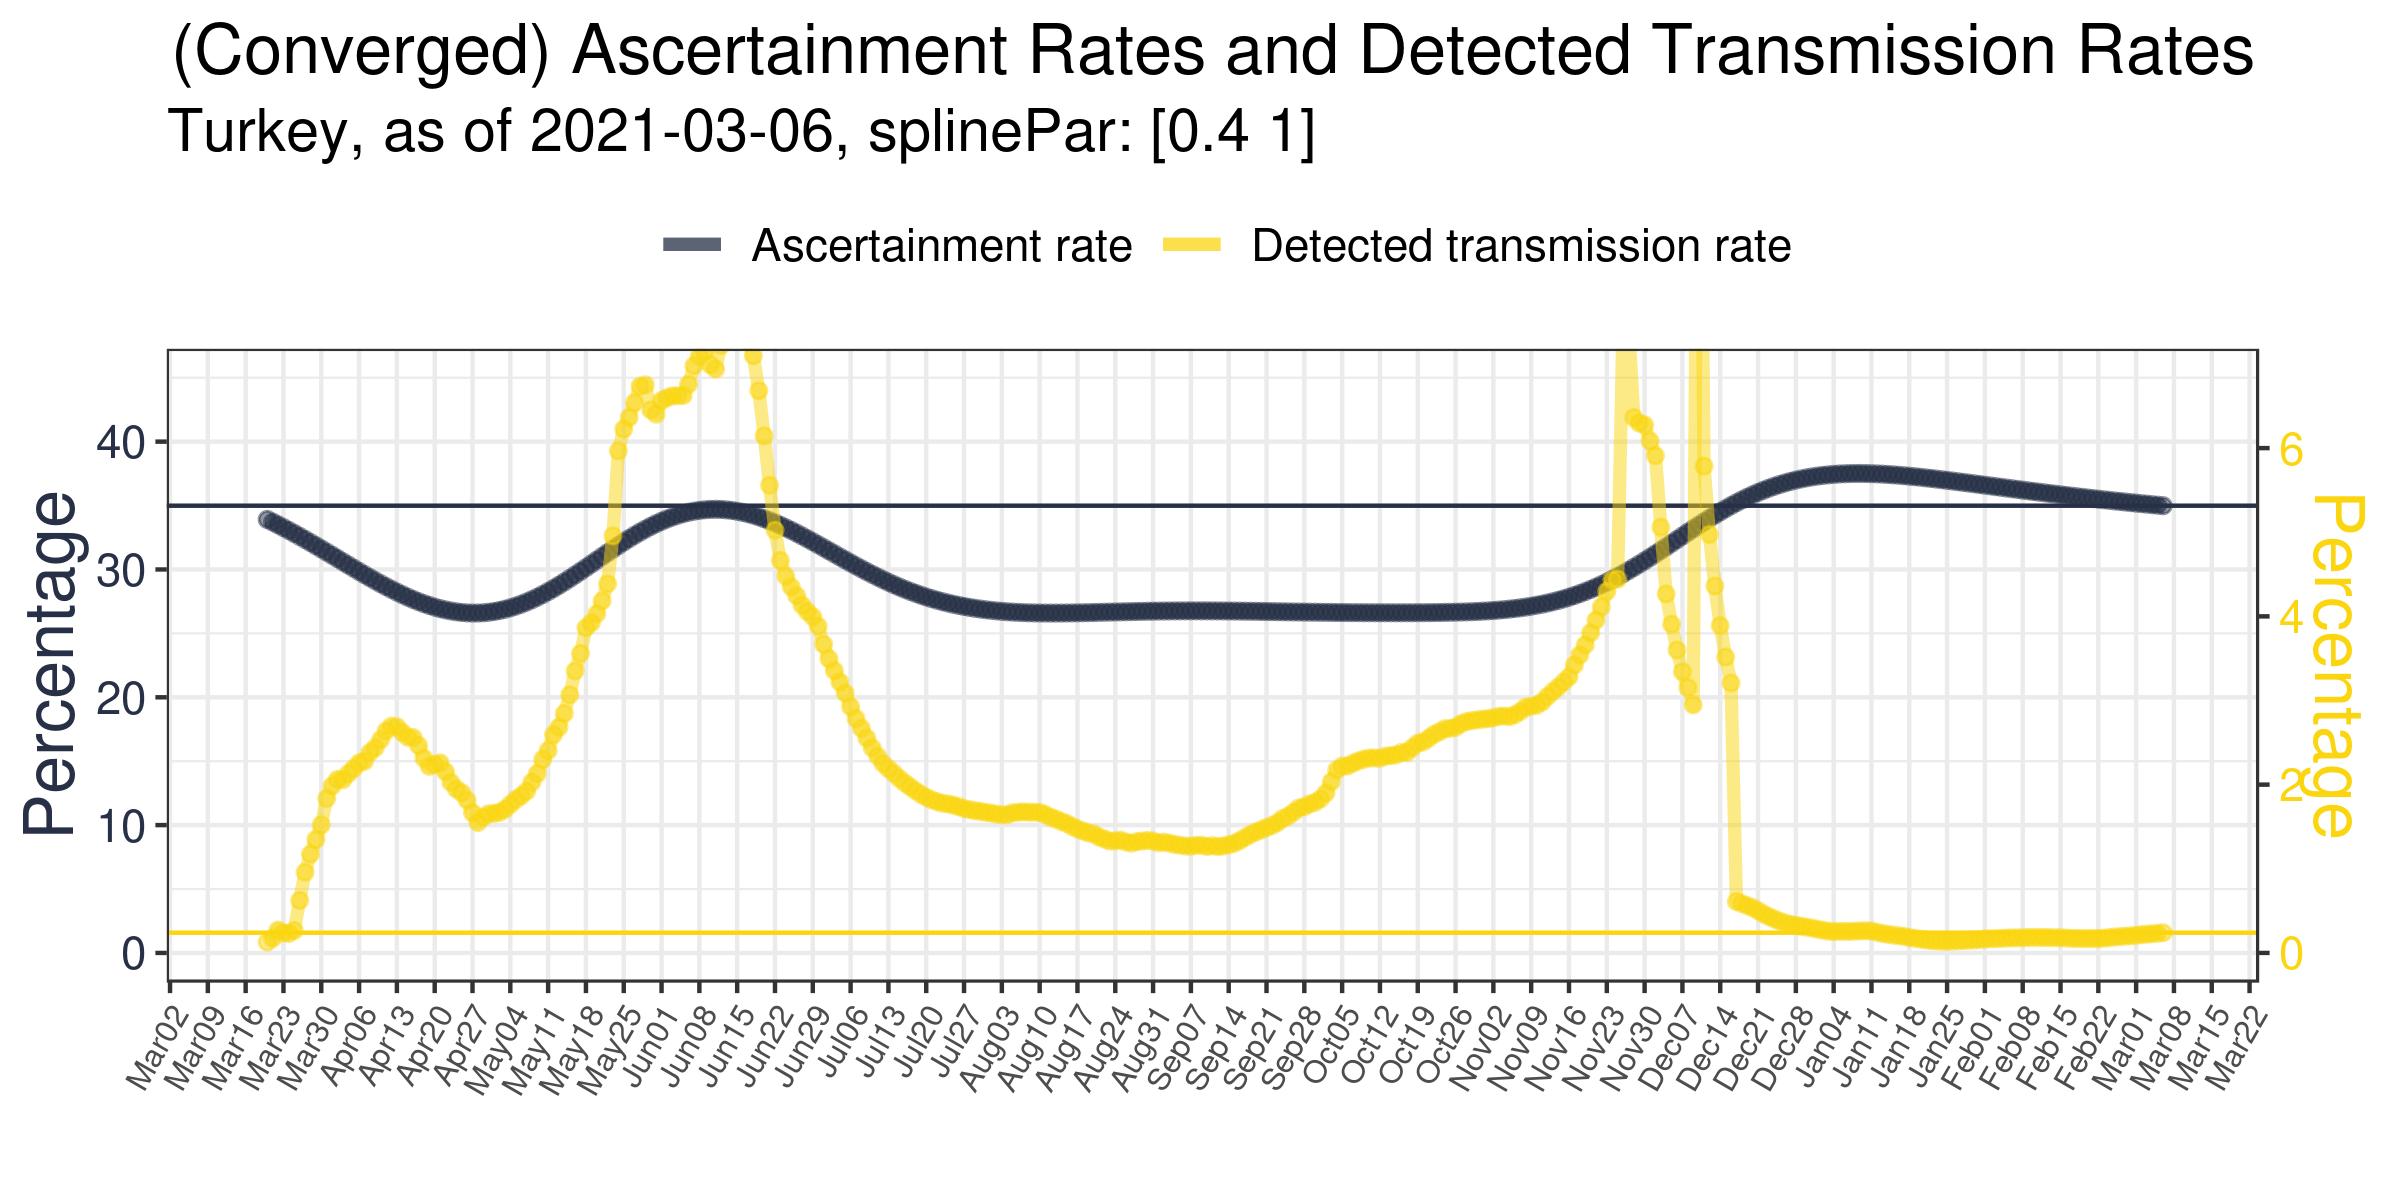 (Converged) Ascertainment Rates and Detected Transmission Rates
Turkey, as of 2021-03-06, splinePar: [0.4 1]
Ascertainment rate
Detected transmission rate
Percentage
40
30
20
10
0
6
4
2
0
Percentage
Mar02
Mar09
Mar16
Mar23
Mar30
Apr06
Apr13
Apr20
Apr27
May04
May11
May18
May25
Jun01
Jun08
Jun15
Jun22
Jun29
Jul06
Jul13
Jul20
Jul27
Aug03
Aug10
Aug17
Aug24
Aug31
Sep07
Sep14
Sep21
Sep28
Oct05
Oct12
Oct19
Oct26
Nov02
Nov09
Nov16
Nov23
Nov30
Dec07
Dec14
Dec21
Dec28
Jan04
Jan11
Jan18
Jan25
Feb01
Feb08
Feb15
Feb22
Mar01
Mar08
Mar15
Mar22